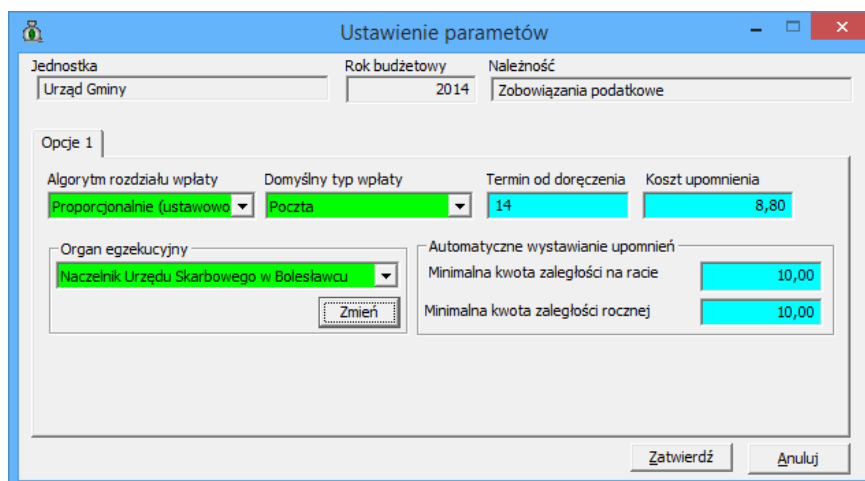 Ustawienie parametów
Jednostka Rok budżetowy Należność
Urząd Gminy 2014 Zobowiązania podatkowe
Opcje 1
Algorytm rozdziału wpłaty Domyślny typ wpłaty Termin od doręczenia Koszt upomnienia
Proporcjonalnie (ustawowo Poczta 14 8,80
Organ egzekucyjny Automatyczne wystawianie upomnień
Naczelnik Urzędu Skarbowego w Bolesławcu Minimalna kwota zaległości na racie 10,00
Zmień Minimalna kwota zaległości rocznej 10,00
Zatwierdź Anuluj